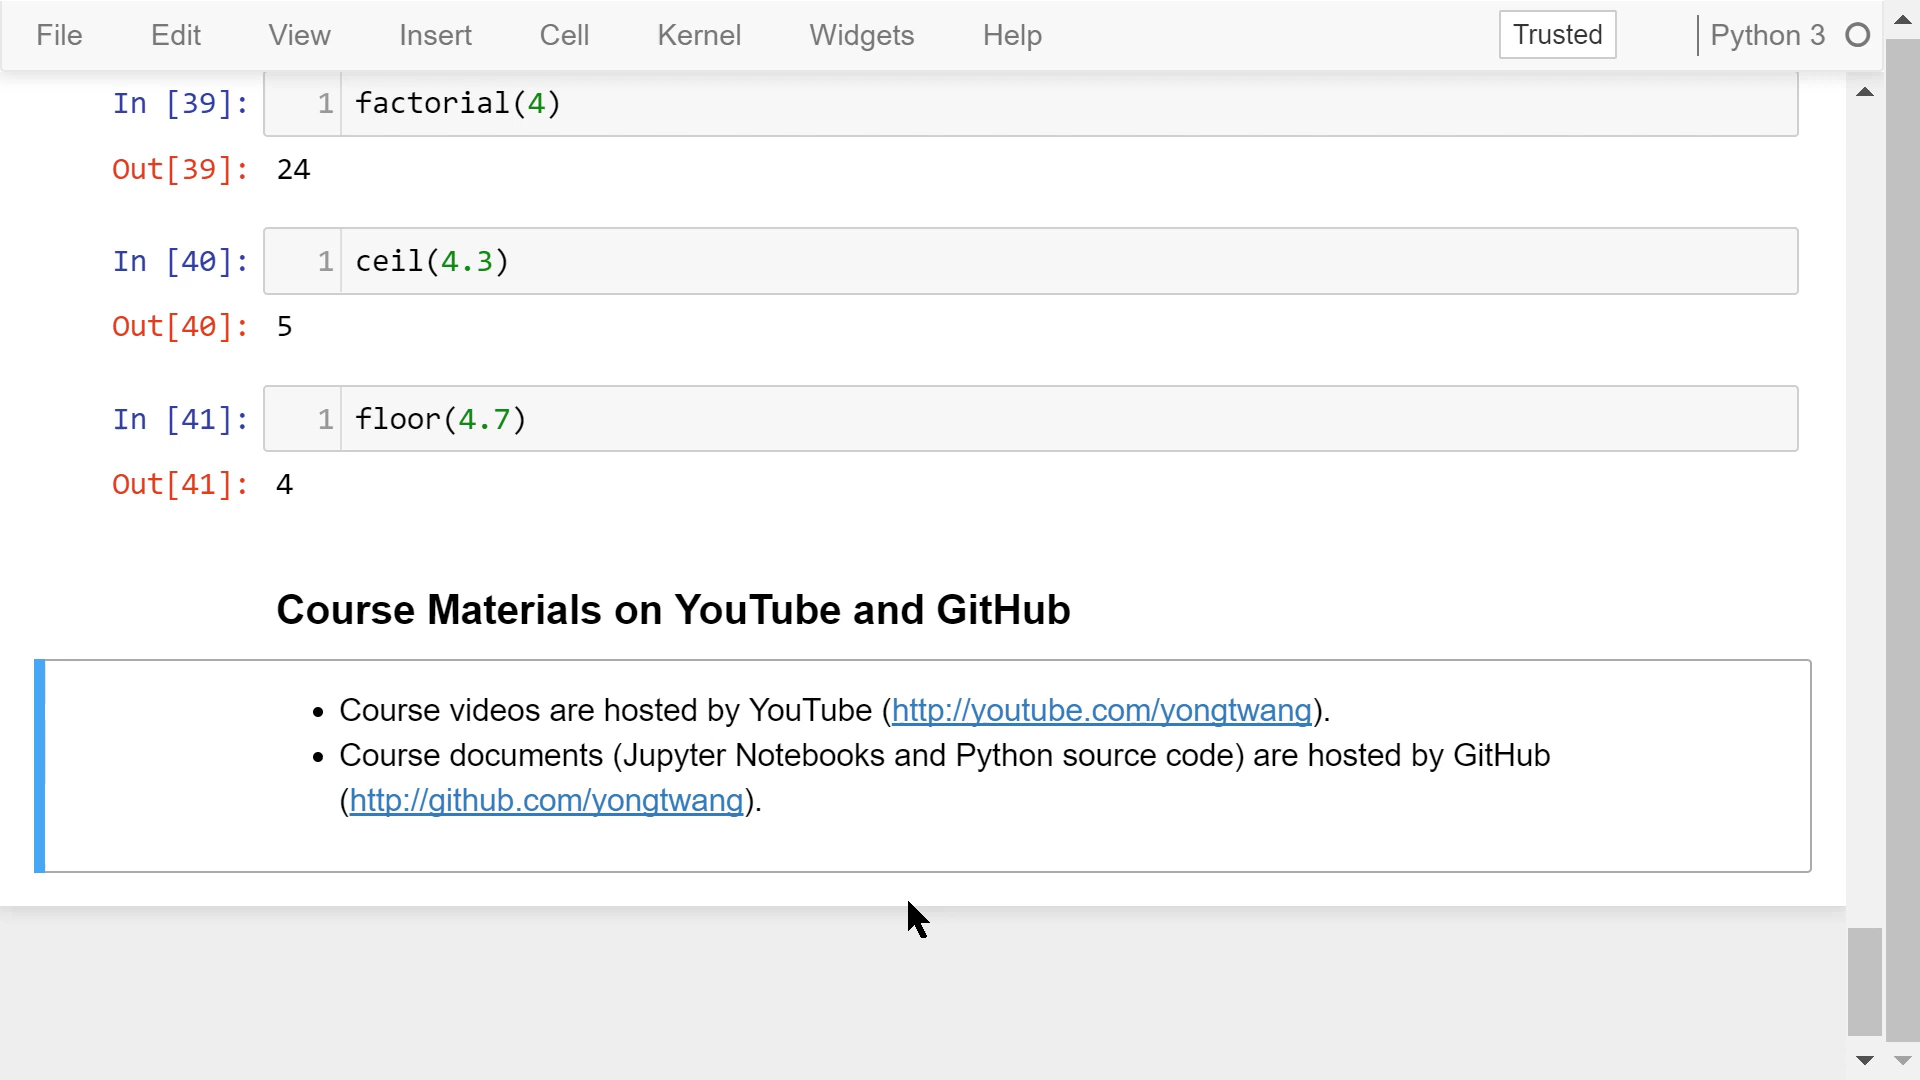 File Edit View Insert Cell Kernel Widgets Help Trusted Python 3
In [39]: 1 factorial(4)
Out[39]: 24
In [40]: 1 ceil(4.3)
Out[40]: 5
In [41]: 1 floor(4.7)
Out[41]: 4
Course Materials on YouTube and GitHub
• Course videos are hosted by YouTube (http://youtube.com/yongtwang).
• Course documents (Jupyter Notebooks and Python source code) are hosted by GitHub
(http://github.com/yongtwang).